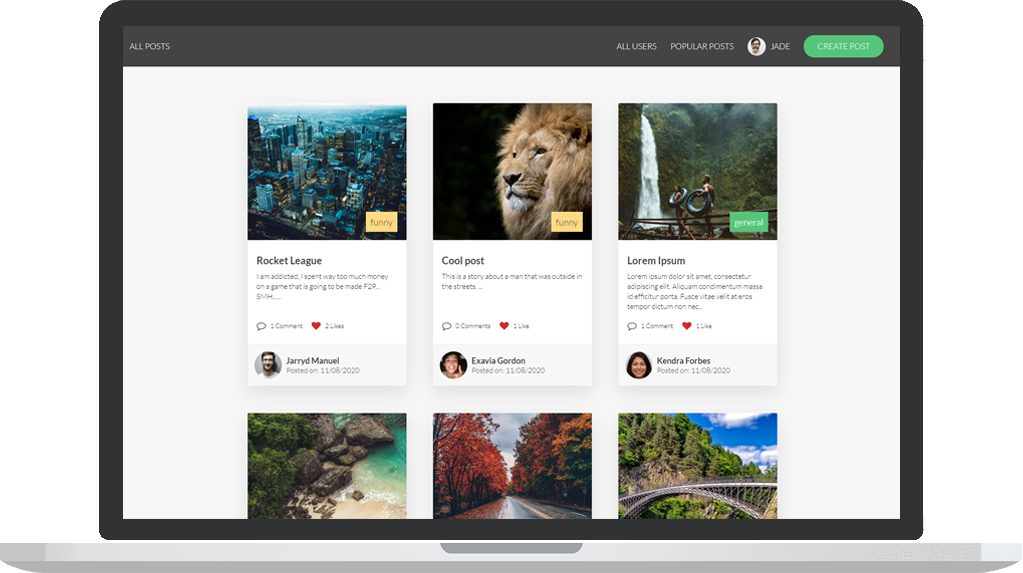 ALL POSTS
ALL USERS
POPULAR POSTS
JADE
CREATE POST
funny
funny
general
Rocket League
I am addicted, I spent way too much money
on a game that is going to be made F2P...
SMH......
1 Comment
2 Likes
Jarryd Manuel
Posted on: 11/08/2020
Cool post
This is a story about a man that was outside in
the streets. ...
0 Comments
1 Like
Exavia Gordon
Posted on: 11/08/2020
Lorem Ipsum
Lorem ipsum dolor sit amet, consectetur
adipiscing elit. Aliquam condimentum massa
id efficitur porta. Fusce vitae velit at eros
tempor dictum non nec...
1 Comment
1 Like
Kendra Forbes
Posted on: 11/08/2020